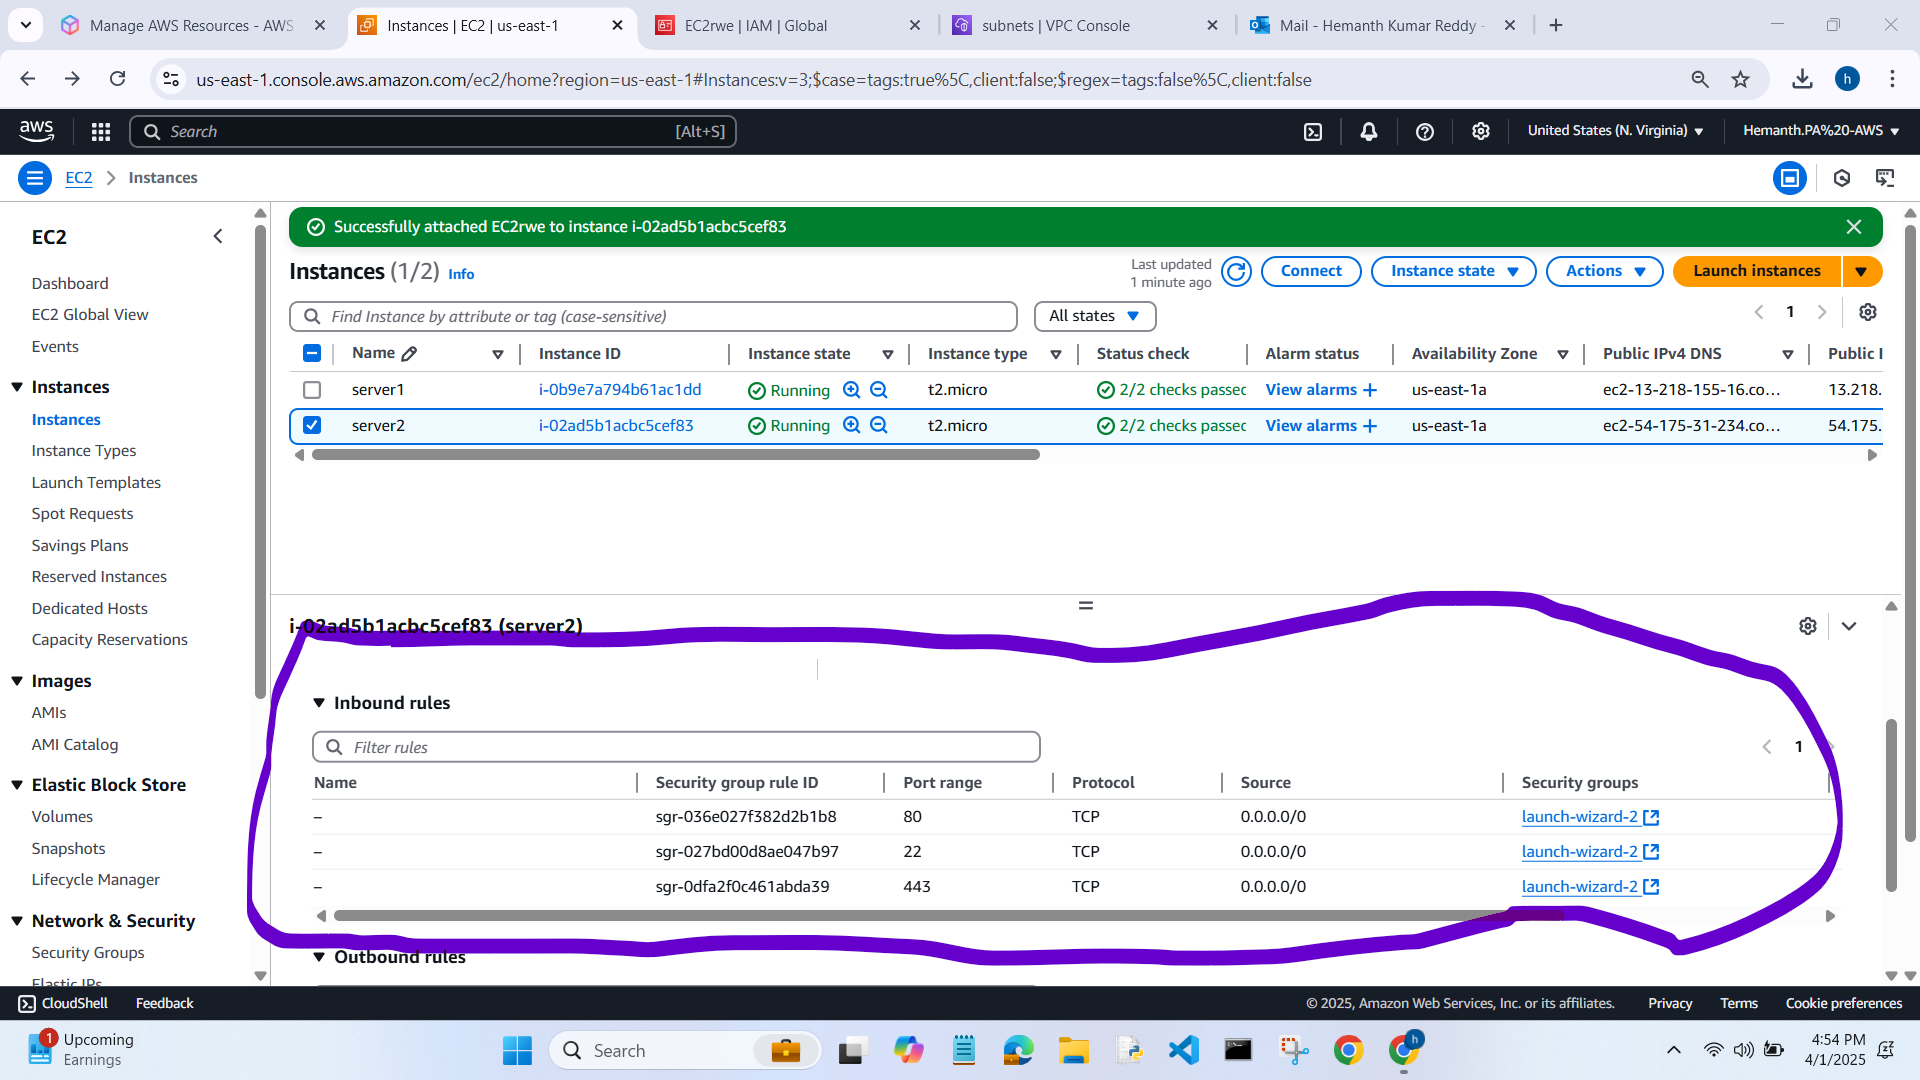 Manage AWS Resources - AWS
Instances | EC2 | us-east-1
EC2rwe | IAM | Global
subnets | VPC Console
Mail - Hemanth Kumar Reddy -
us-east-1.console.aws.amazon.com/ec2/home?region=us-east-1#Instances:v=3;$case=tags:true%5C,client:false;$regex=tags:false%5C,client:false
h
aws
Search [Alt+S]
United States (N. Virginia)
Hemanth.PA%20-AWS
EC2 > Instances
EC2
Dashboard
EC2 Global View
Events
Instances
Instances
Instance Types
Launch Templates
Spot Requests
Savings Plans
Reserved Instances
Dedicated Hosts
Capacity Reservations
Images
AMIs
AMI Catalog
Elastic Block Store
Volumes
Snapshots
Lifecycle Manager
Network & Security
Security Groups
Elastic IPs
Successfully attached EC2rwe to instance i-02ad5b1acbc5cef83
Instances (1/2) Info
Last updated
1 minute ago
Connect
Instance state
Actions
Launch instances
Find Instance by attribute or tag (case-sensitive)
All states
1
Name Instance ID Instance state Instance type Status check Alarm status Availability Zone Public IPv4 DNS Public I
server1 i-0b9e7a794b61ac1dd Running t2.micro 2/2 checks passec View alarms + us-east-1a ec2-13-218-155-16.co... 13.218.
server2 i-02ad5b1acbc5cef83 Running t2.micro 2/2 checks passec View alarms + us-east-1a ec2-54-175-31-234.co... 54.175.
i-02ad5b1acbc5cef83 (server2)
Inbound rules
Filter rules
1
Name Security group rule ID Port range Protocol Source Security groups
– sgr-036e027f382d2b1b8 80 TCP 0.0.0.0/0 launch-wizard-2
– sgr-027bd00d8ae047b97 22 TCP 0.0.0.0/0 launch-wizard-2
– sgr-0dfa2f0c461abda39 443 TCP 0.0.0.0/0 launch-wizard-2
Outbound rules
CloudShell Feedback
© 2025, Amazon Web Services, Inc. or its affiliates. Privacy Terms Cookie preferences
1
Upcoming
Earnings
Search
h
4:54 PM
4/1/2025